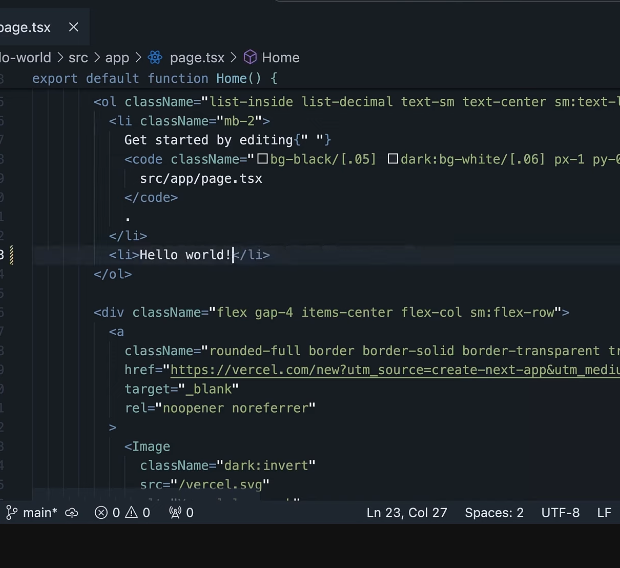 page.tsx
lo-world > src > app > page.tsx > Home
export default function Home() {
<ol className="list-inside list-decimal text-sm text-center sm:text-l
<li className="mb-2">
Get started by editing{" "}
<code className="bg-black/[.05] dark:bg-white/[.06] px-1 py-0
src/app/page.tsx
</code>
.
</li>
<li>Hello world!</li>
</ol>
<div className="flex gap-4 items-center flex-col sm:flex-row">
<a
className="rounded-full border border-solid border-transparent tr
href="https://vercel.com/new?utm_source=create-next-app&utm_mediu
target="_blank"
rel="noopener noreferrer"
>
<Image
className="dark:invert"
src="/vercel.svg"
main* 0 0 0 Ln 23, Col 27 Spaces: 2 UTF-8 LF